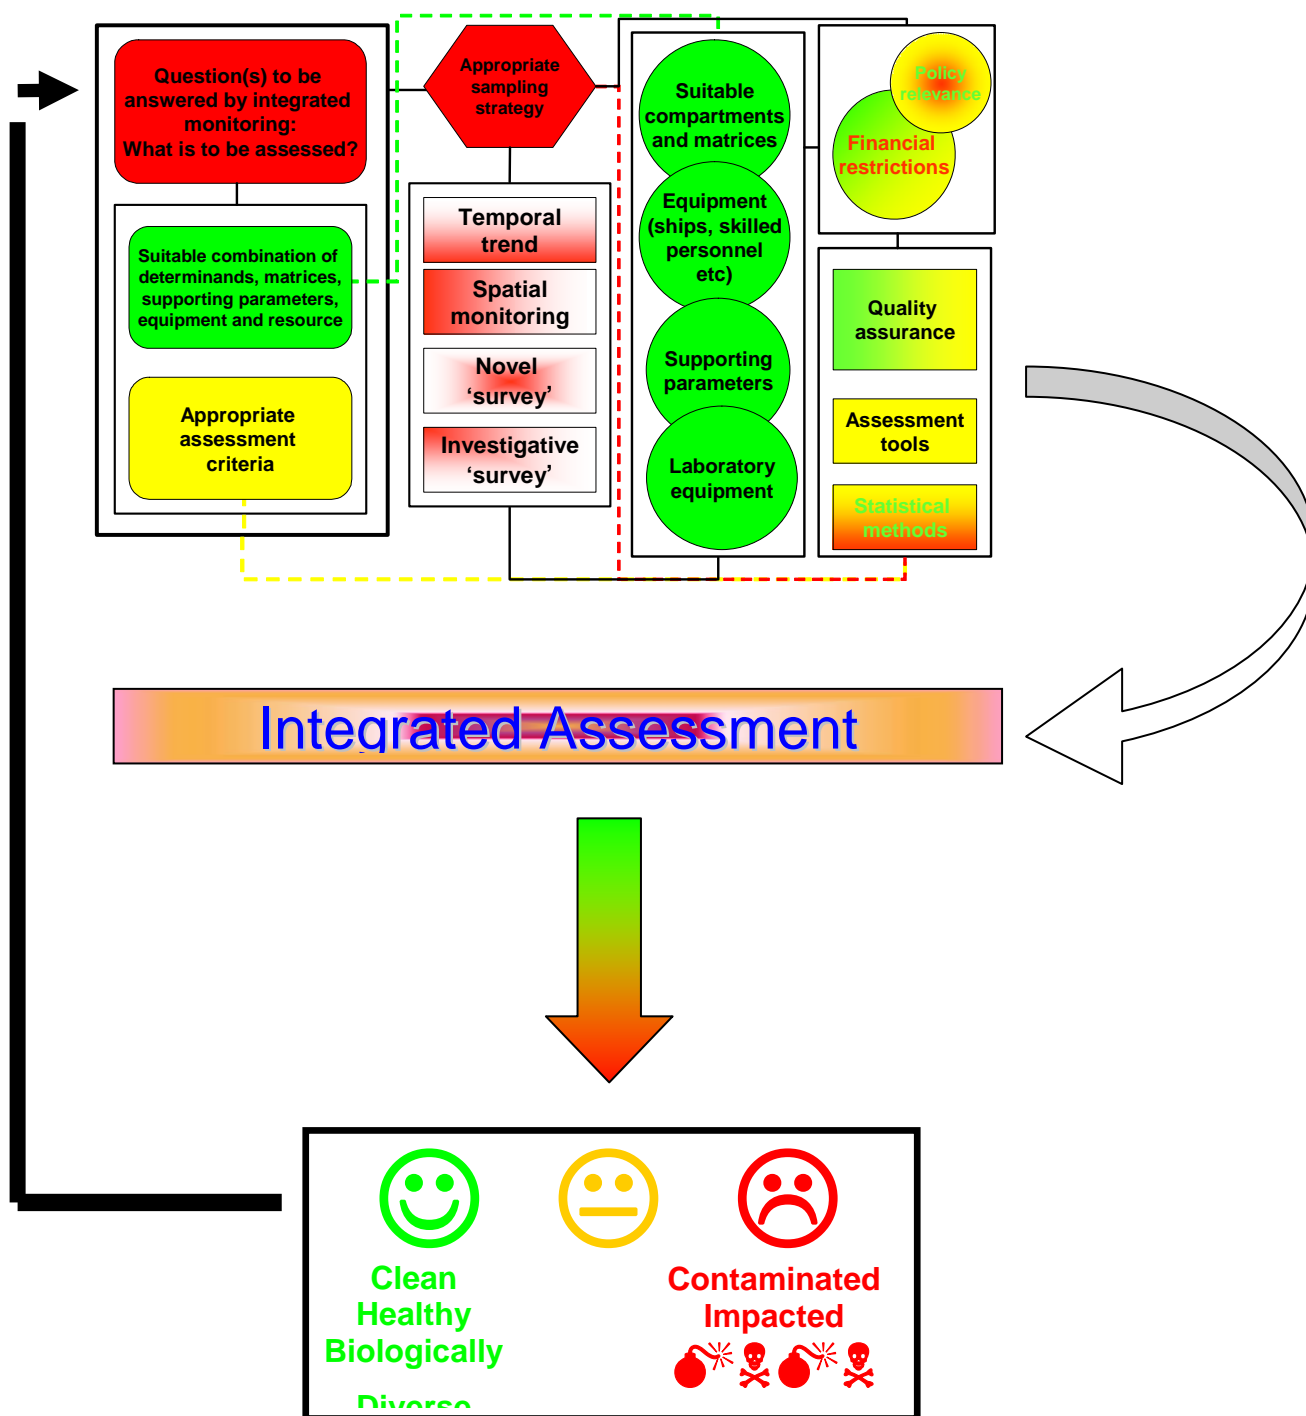 Question(s) to be
answered by integrated
monitoring:
What is to be assessed?
Suitable combination of
determinands, matrices,
supporting parameters,
equipment and resource
Appropriate
assessment
criteria
Appropriate
sampling
strategy
Temporal
trend
Spatial
monitoring
Novel
‘survey’
Investigative
‘survey’
Suitable
compartments
and matrices
Equipment
(ships, skilled
personnel
etc)
Supporting
parameters
Laboratory
equipment
Policy
relevance
Financial
restrictions
Quality
assurance
Assessment
tools
Statistical
methods
Integrated Assessment
Clean
Healthy
Biologically
Diverse
Contaminated
Impacted